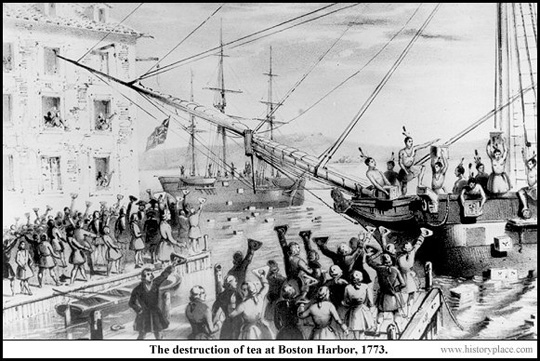 The destruction of tea at Boston Harbor, 1773.
www.historyplace.com